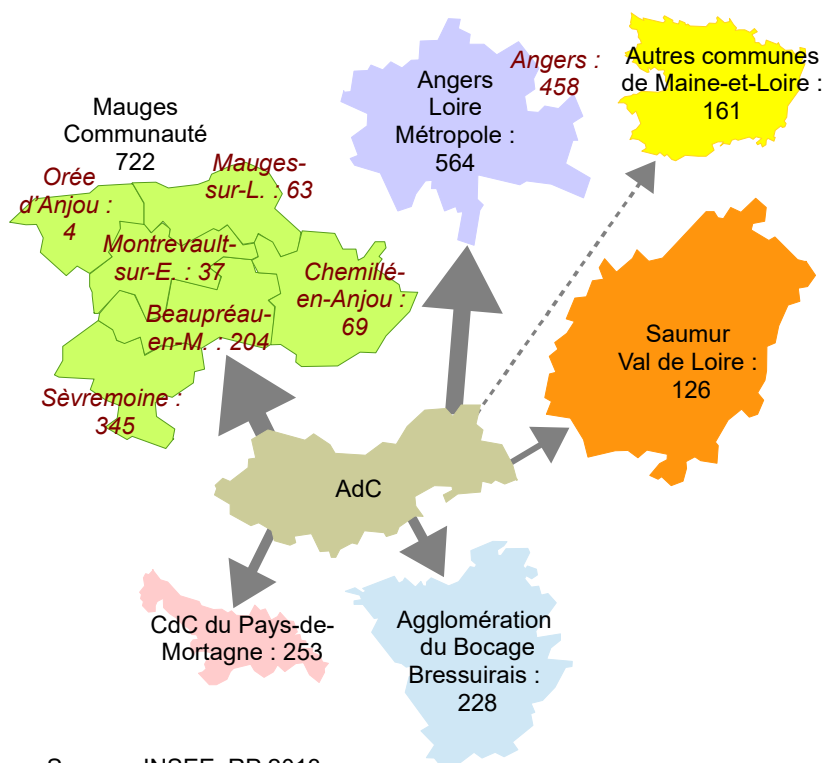 Mauges
Communauté
722
Orée
d'Anjou :
4
Mauges-
sur-L. : 63
Montrevault-
sur-E. : 37
Chemillé-
en-Anjou :
69
Beaupréau-
en-M. : 204
Sèvremoine :
345
Angers
Loire
Métropole :
564
Angers :
458
Autres communes
de Maine-et-Loire :
161
Saumur
Val de Loire :
126
AdC
CdC du Pays-de-
Mortagne : 253
Agglomération
du Bocage
Bressuirais :
228
INSEE